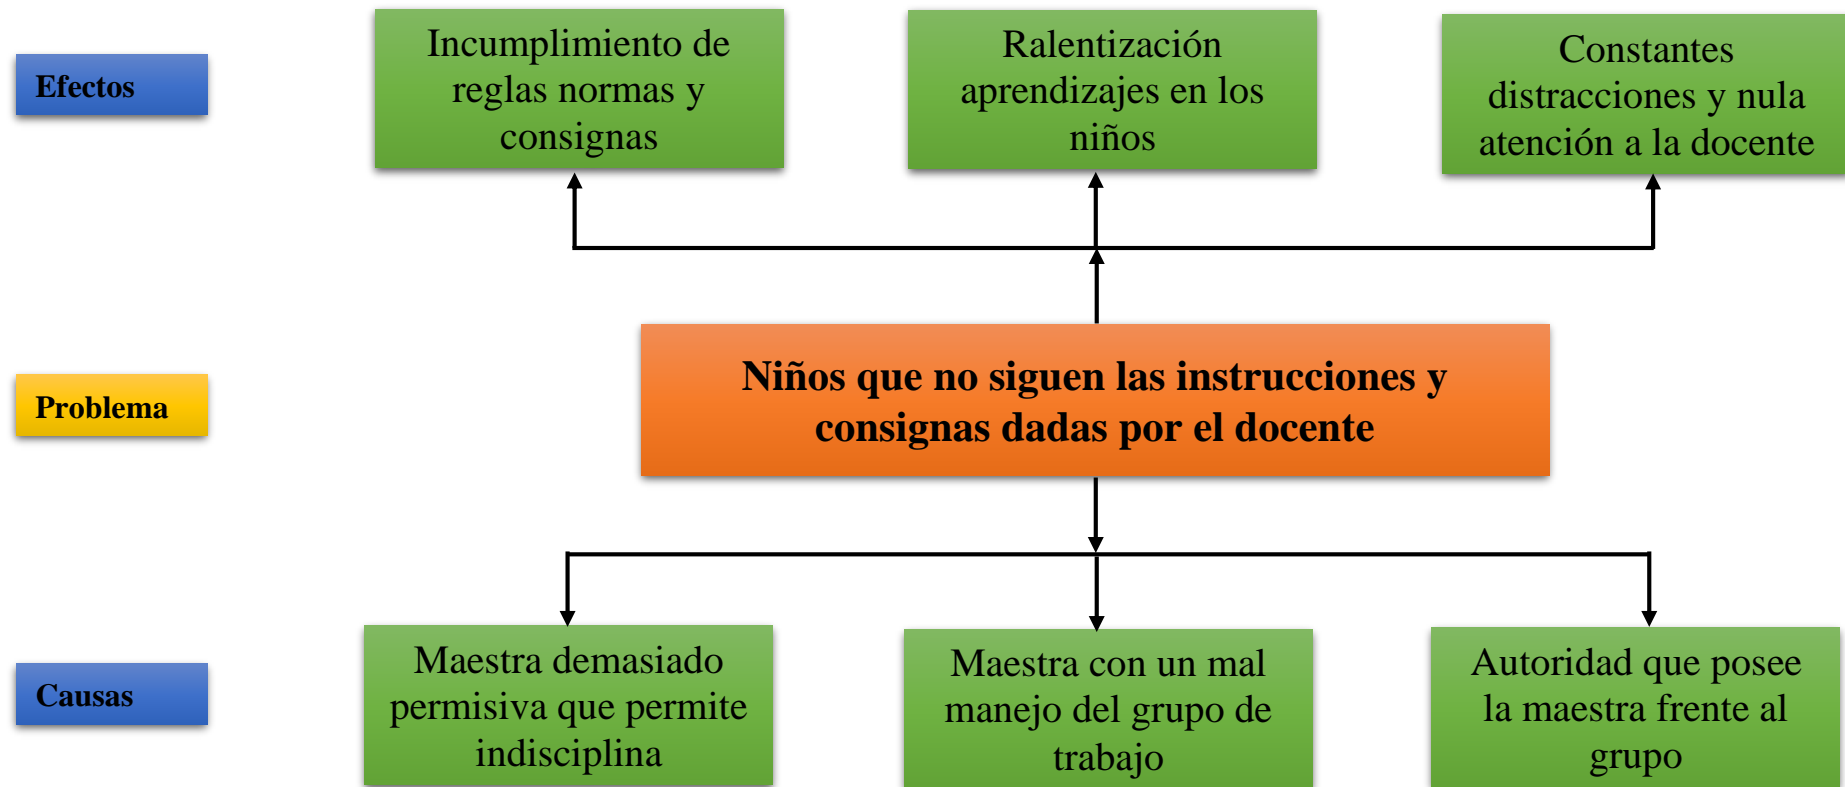 Efectos
Incumplimiento de
reglas normas y
consignas
Ralentización
aprendizajes en los
niños
Constantes
distracciones y nula
atención a la docente
Problema
Niños que no siguen las instrucciones y
consignas dadas por el docente
Causas
Maestra demasiado
permisiva que permite
indisciplina
Maestra con un mal
manejo del grupo de
trabajo
Autoridad que posee
la maestra frente al
grupo